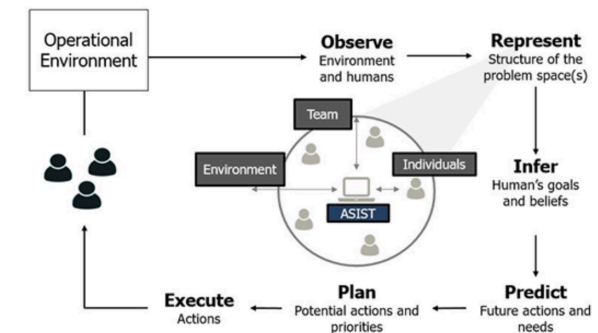 Operational
Environment
Observe
Environment
and humans
Represent
Structure of the
problem space(s)
Team
Environment
Individuals
ASIST
Infer
Human's goals
and beliefs
Execute
Actions
Plan
Potential actions and
priorities
Predict
Future actions and
needs